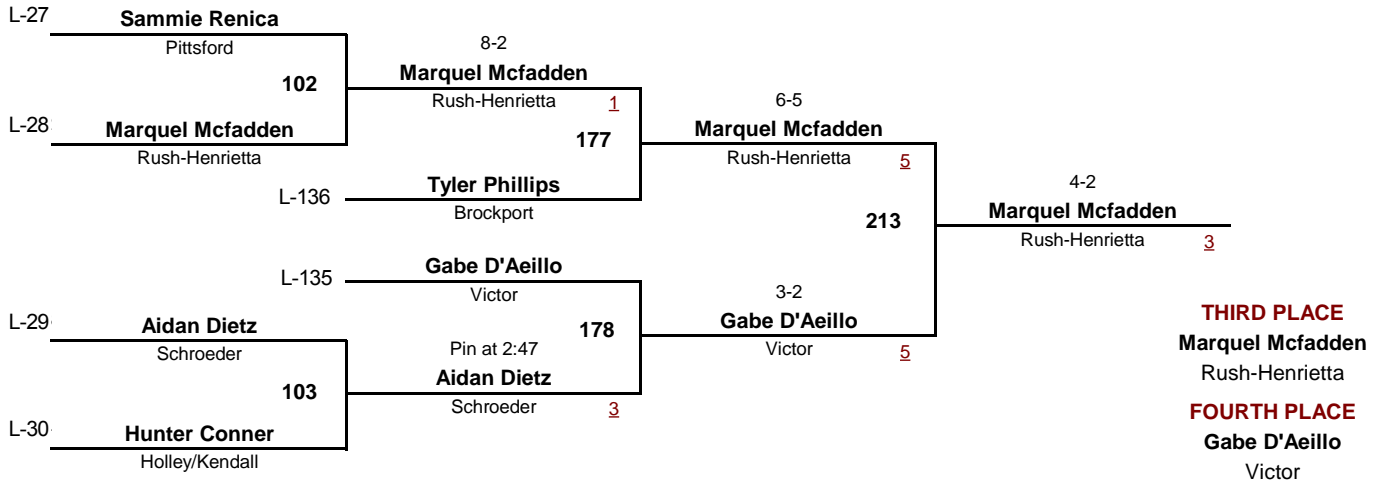 L-27
Sammie Renica
Pittsford
102
8-2
Marquel Mcfadden
Rush-Henrietta 1
L-28
Marquel Mcfadden
Rush-Henrietta
177
6-5
Marquel Mcfadden
Rush-Henrietta 5
L-136
Tyler Phillips
Brockport
213
4-2
Marquel Mcfadden
Rush-Henrietta 3
L-135
Gabe D'Aeillo
Victor
178
3-2
Gabe D'Aeillo
Victor 5
L-29
Aidan Dietz
Schroeder
103
Pin at 2:47
Aidan Dietz
Schroeder 3
L-30
Hunter Conner
Holley/Kendall
THIRD PLACE
Marquel Mcfadden
Rush-Henrietta
FOURTH PLACE
Gabe D'Aeillo
Victor